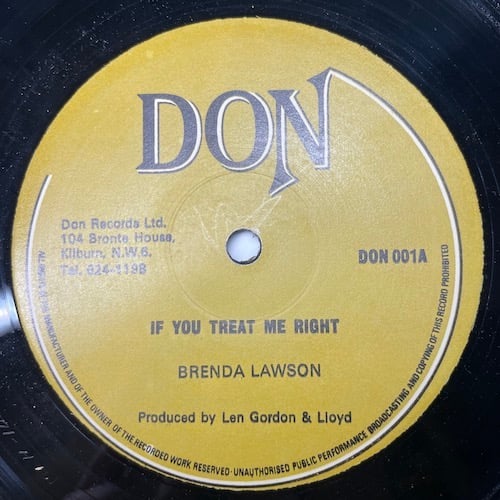 DON
Don Records Ltd.
104 Bronte House,
Kilburn, N.W.6.
Tel. 624-1198
DON 001A
IF YOU TREAT ME RIGHT
BRENDA LAWSON
Produced by Len Gordon & Lloyd
ALL RIGHTS OF THE MANUFACTURER AND OF THE OWNER OF THE RECORDED WORK RESERVED·UNAUTHORISED PUBLIC PERFORMANCE BROADCASTING AND COPYING OF THIS RECORD PROHIBITED